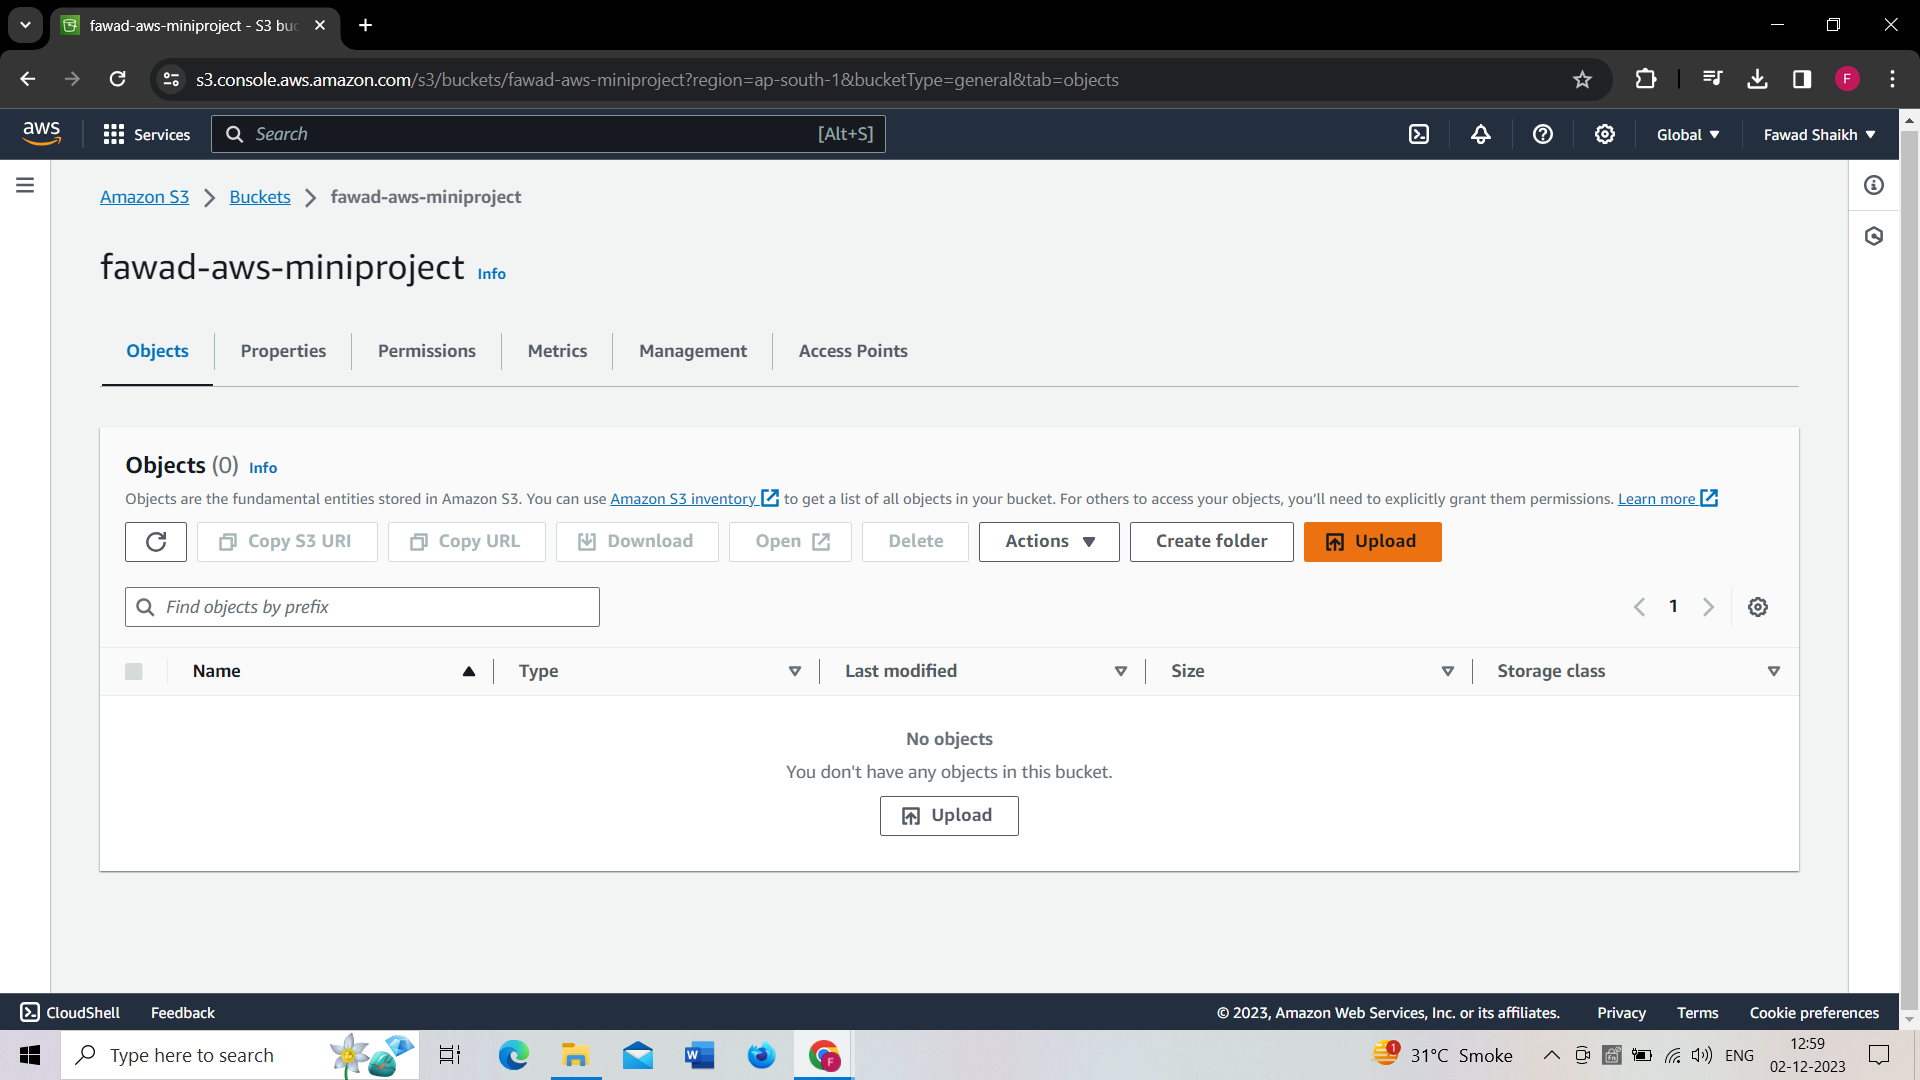 fawad-aws-miniproject - S3 buc
s3.console.aws.amazon.com/s3/buckets/fawad-aws-miniproject?region=ap-south-1&bucketType=general&tab=objects
F
aws Services Search [Alt+S] Global Fawad Shaikh
Amazon S3 Buckets fawad-aws-miniproject
fawad-aws-miniproject Info
Objects Properties Permissions Metrics Management Access Points
Objects (0) Info
Objects are the fundamental entities stored in Amazon S3. You can use Amazon S3 inventory to get a list of all objects in your bucket. For others to access your objects, you'll need to explicitly grant them permissions. Learn more
Copy S3 URI Copy URL Download Open Delete Actions Create folder Upload
Find objects by prefix 1
Name Type Last modified Size Storage class
No objects
You don't have any objects in this bucket.
Upload
CloudShell Feedback © 2023, Amazon Web Services, Inc. or its affiliates. Privacy Terms Cookie preferences
Type here to search W F 1 31°C Smoke ENG 12:59
02-12-2023